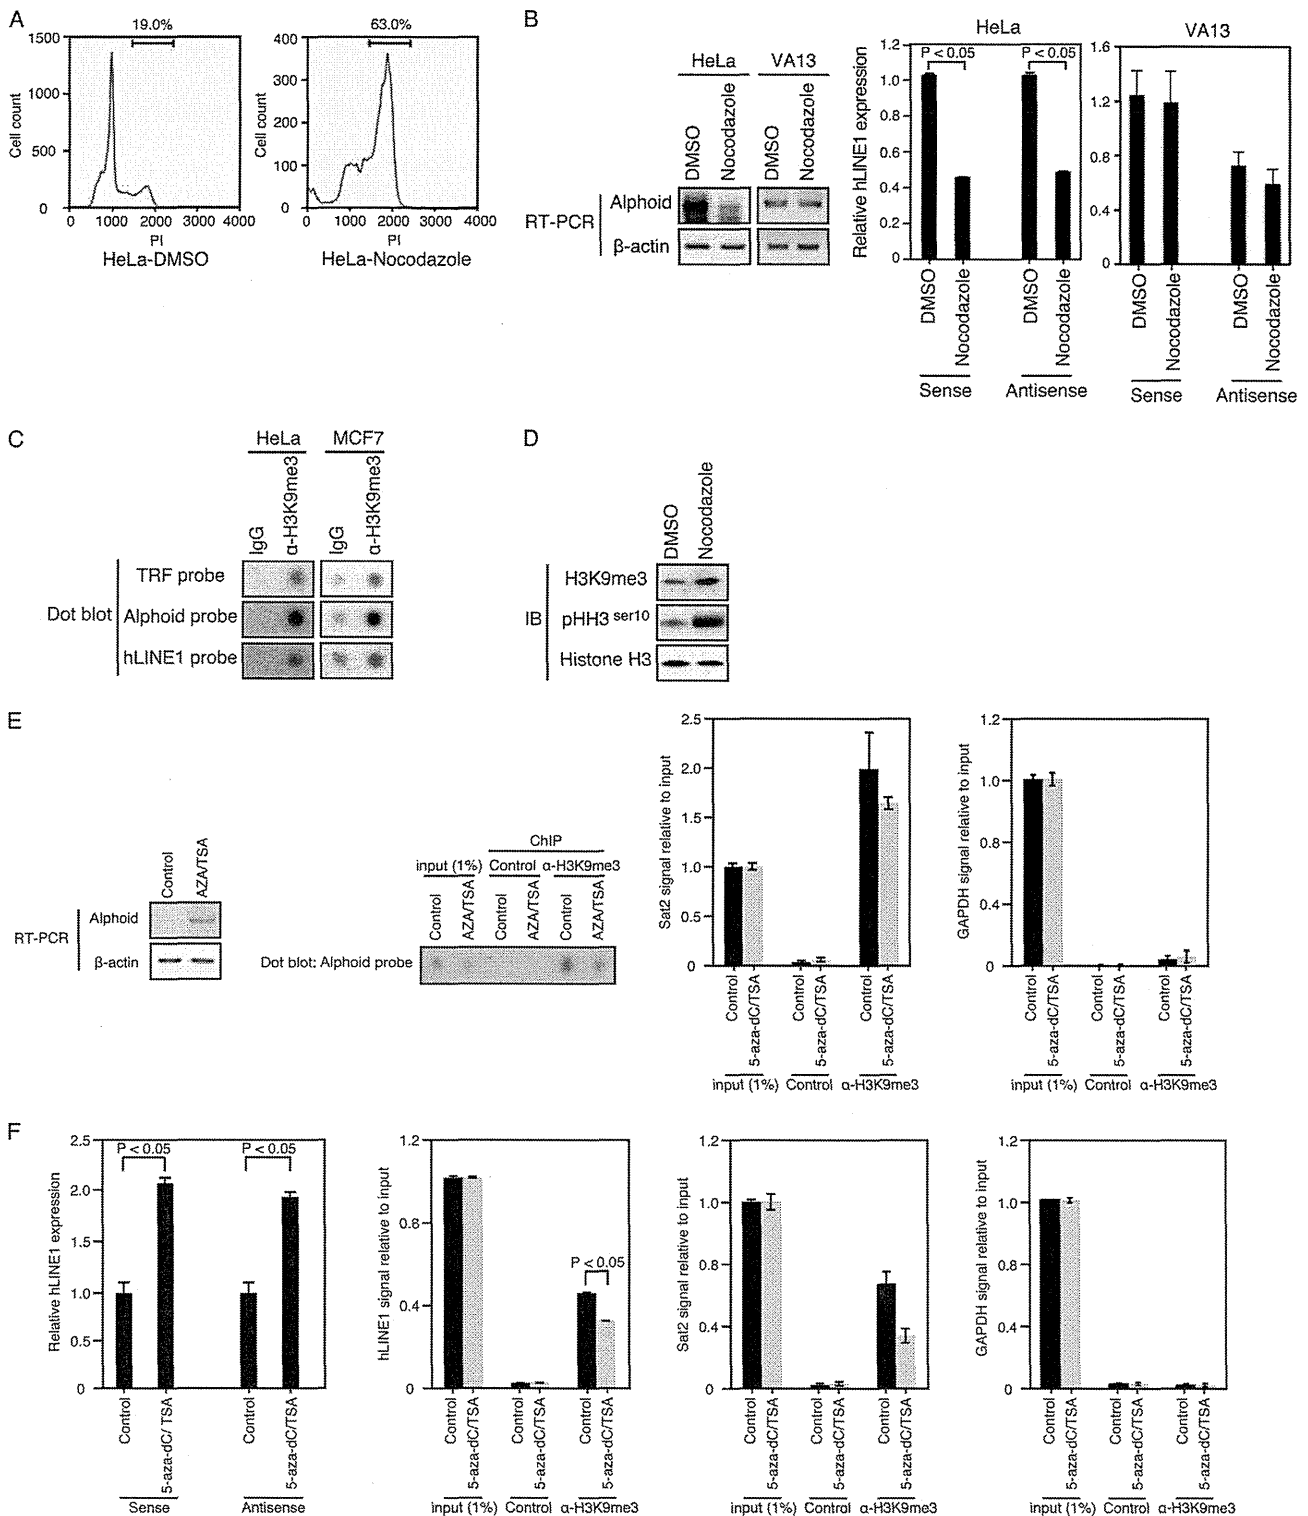 A
19.0%
1500
1000
500
0
Cell count
0 1000 2000 3000 4000
PI
HeLa-DMSO
63.0%
400
300
200
100
0
Cell count
0 1000 2000 3000 4000
PI
HeLa-Nocodazole
B
HeLa VA13
DMSO Nocodazole DMSO Nocodazole
RT-PCR
Alphoid
β-actin
HeLa
Relative hLINE1 expression
1.2
1.0
0.8
0.6
0.4
0.2
0
P < 0.05 P < 0.05
DMSO Nocodazole DMSO Nocodazole
Sense Antisense
VA13
1.6
1.2
0.8
0.4
0
DMSO Nocodazole DMSO Nocodazole
Sense Antisense
C
HeLa MCF7
IgG α-H3K9me3 IgG α-H3K9me3
Dot blot
TRF probe
Alphoid probe
hLINE1 probe
D
DMSO Nocodazole
IB
H3K9me3
pHH3 ser10
Histone H3
E
Control AZA/TSA
RT-PCR
Alphoid
β-actin
ChIP
input (1%) Control α-H3K9me3
Control AZA/TSA Control AZA/TSA Control AZA/TSA
Dot blot: Alphoid probe
Sat2 signal relative to input
2.5
2.0
1.5
1.0
0.5
0
Control 5-aza-dC/TSA Control 5-aza-dC/TSA Control 5-aza-dC/TSA
input (1%) Control α-H3K9me3
GAPDH signal relative to input
1.2
1.0
0.8
0.4
0
Control 5-aza-dC/TSA Control 5-aza-dC/TSA Control 5-aza-dC/TSA
input (1%) Control α-H3K9me3
F
Relative hLINE1 expression
2.5
2.0
1.5
1.0
0.5
0
P < 0.05 P < 0.05
Control 5-aza-dC/ TSA Control 5-aza-dC/TSA
Sense Antisense
hLINE1 signal relative to input
1.2
0.8
0.4
0
P < 0.05
Control 5-aza-dC/TSA Control 5-aza-dC/TSA Control 5-aza-dC/TSA
input (1%) Control α-H3K9me3
Sat2 signal relative to input
1.2
1.0
0.8
0.4
0
Control 5-aza-dC/TSA Control 5-aza-dC/TSA Control 5-aza-dC/TSA
input (1%) Control α-H3K9me3
GAPDH signal relative to input
1.2
1.0
0.8
0.4
0
Control 5-aza-dC/TSA Control 5-aza-dC/TSA Control 5-aza-dC/TSA
input (1%) Control α-H3K9me3